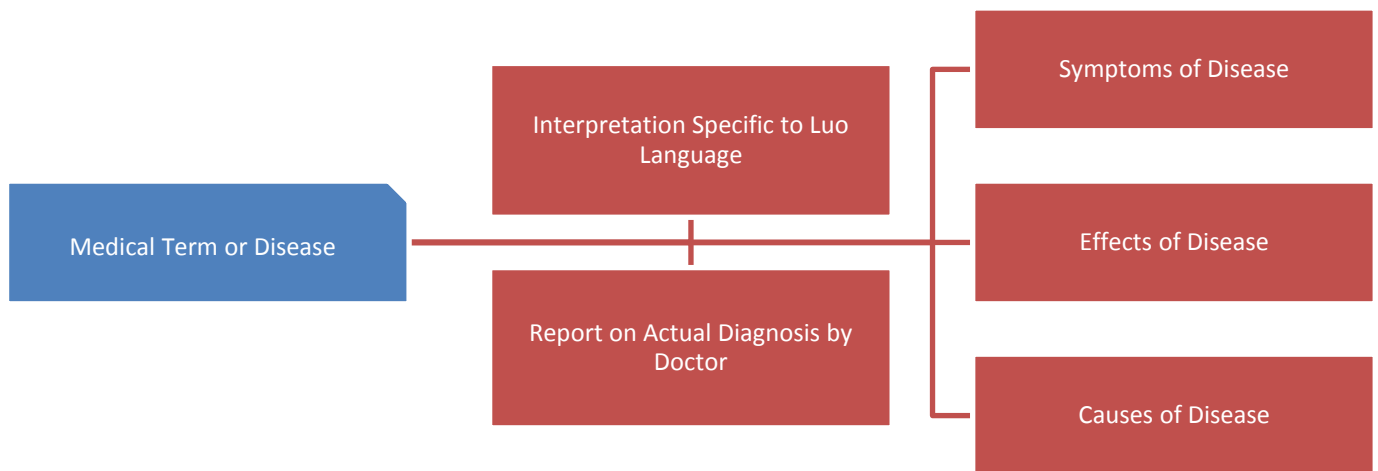 Medical Term or Disease
Interpretation Specific to Luo
Language
Report on Actual Diagnosis by
Doctor
Symptoms of Disease
Effects of Disease
Causes of Disease